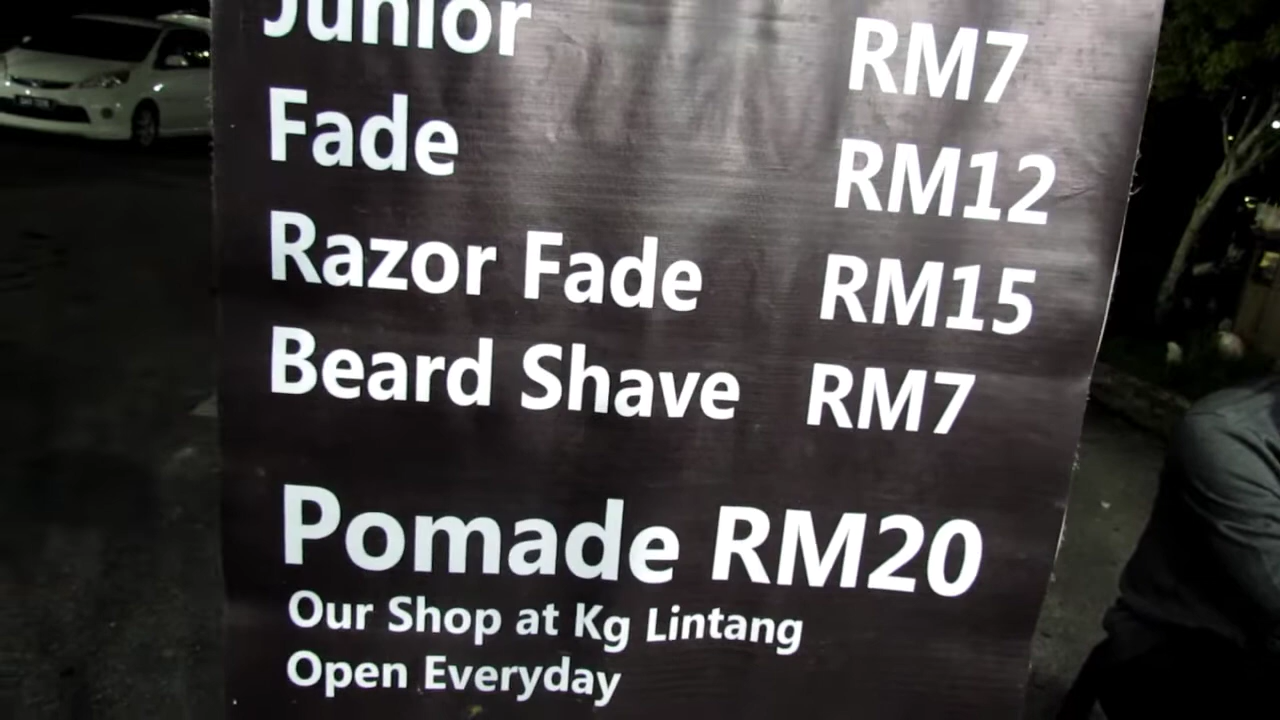 Junior RM7
Fade RM12
Razor Fade RM15
Beard Shave RM7
Pomade RM20
Our Shop at Kg Lintang
Open Everyday